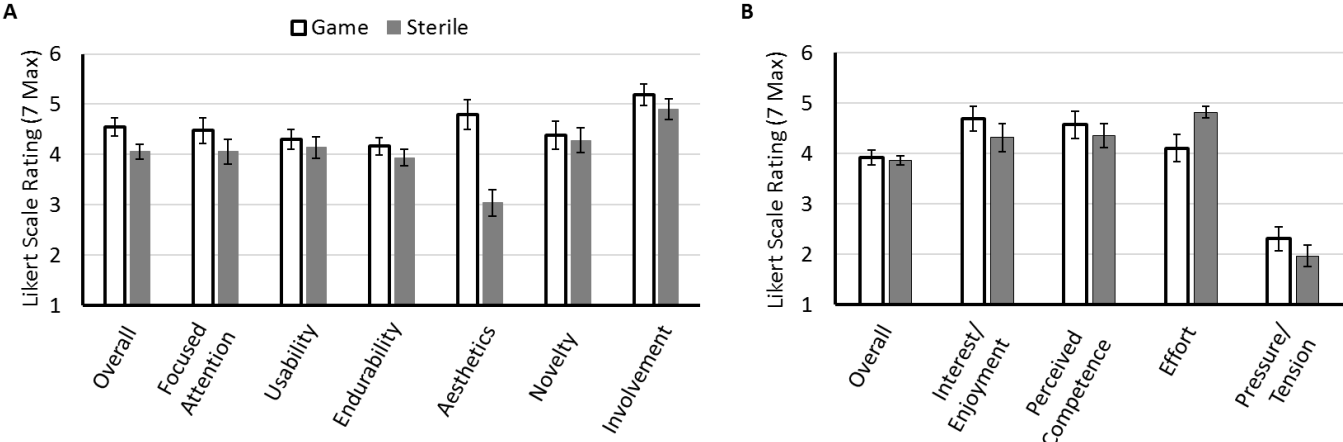 A
Game Sterile
Likert Scale Rating (7 Max)
6
5
4
3
2
1
Overall
Focused
Attention
Usability
Endurability
Aesthetics
Novelty
Involvement
B
Likert Scale Rating (7 Max)
6
5
4
3
2
1
Overall
Interest/
Enjoyment
Perceived
Competence
Effort
Pressure/
Tension